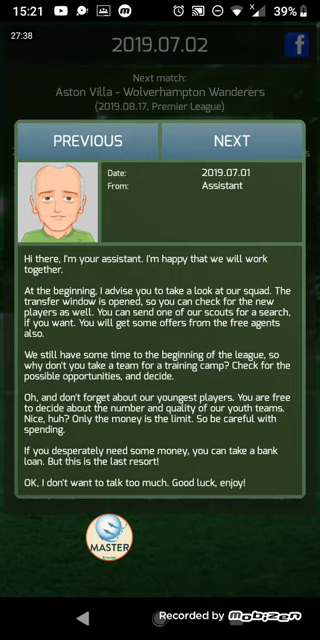 15:21
39%
27:38
2019.07.02
Next match:
Aston Villa - Wolverhampton Wanderers
(2019.08.17, Premier League)
PREVIOUS
NEXT
Date: 2019.07.01
From: Assistant
Hi there, I'm your assistant. I'm happy that we will work
together.
At the beginning, I advise you to take a look at our squad. The
transfer window is opened, so you can check for the new
players as well. You can send one of our scouts for a search,
if you want. You will get some offers from the free agents
also.
We still have some time to the beginning of the league, so
why don't you take a team for a training camp? Check for the
possible opportunities, and decide.
Oh, and don't forget about our youngest players. You are free
to decide about the number and quality of our youth teams.
Nice, huh? Only the money is the limit. So be careful with
spending.
If you desperately need some money, you can take a bank
loan. But this is the last resort!
OK, I don't want to talk too much. Good luck, enjoy!
MASTER
Recorded by mobizen